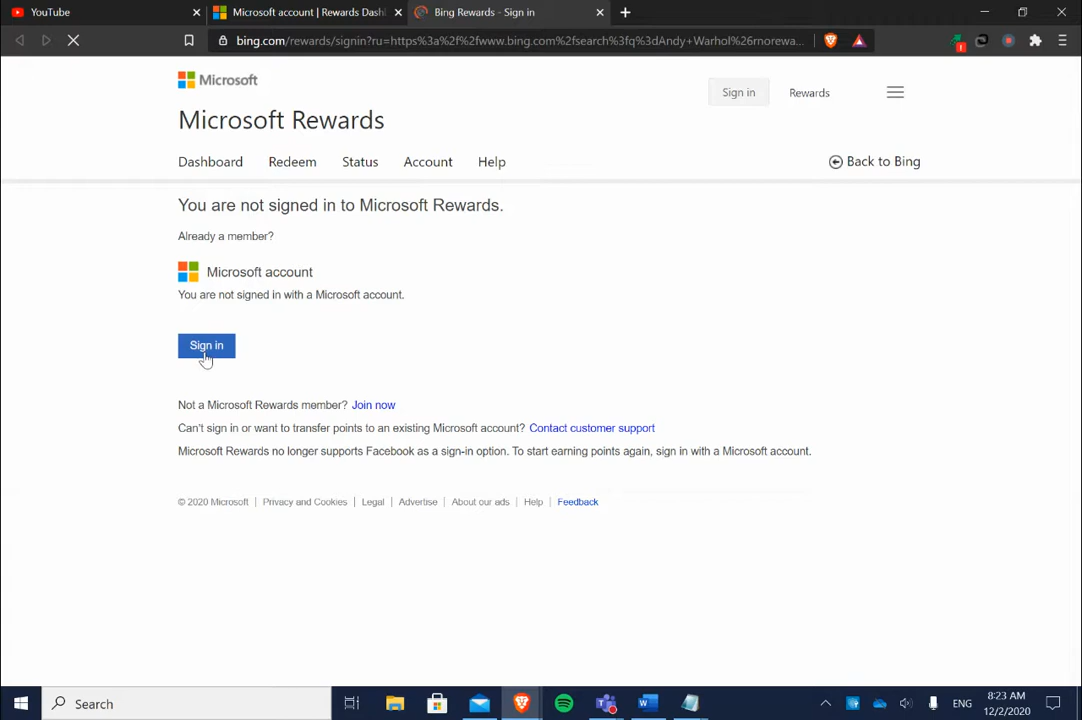 YouTube
Microsoft account | Rewards Dasl
Bing Rewards - Sign in
bing.com/rewards/signin?ru=https%3a%2f%2fwww.bing.com%2fsearch%3fq%3dAndy+Warhol%26rnorewa...
Microsoft
Sign in
Rewards
Microsoft Rewards
Dashboard
Redeem
Status
Account
Help
Back to Bing
You are not signed in to Microsoft Rewards.
Already a member?
Microsoft account
You are not signed in with a Microsoft account.
Sign in
Not a Microsoft Rewards member? Join now
Can't sign in or want to transfer points to an existing Microsoft account? Contact customer support
Microsoft Rewards no longer supports Facebook as a sign-in option. To start earning points again, sign in with a Microsoft account.
© 2020 Microsoft | Privacy and Cookies | Legal | Advertise | About our ads | Help | Feedback
Search
ENG
8:23 AM
12/2/2020